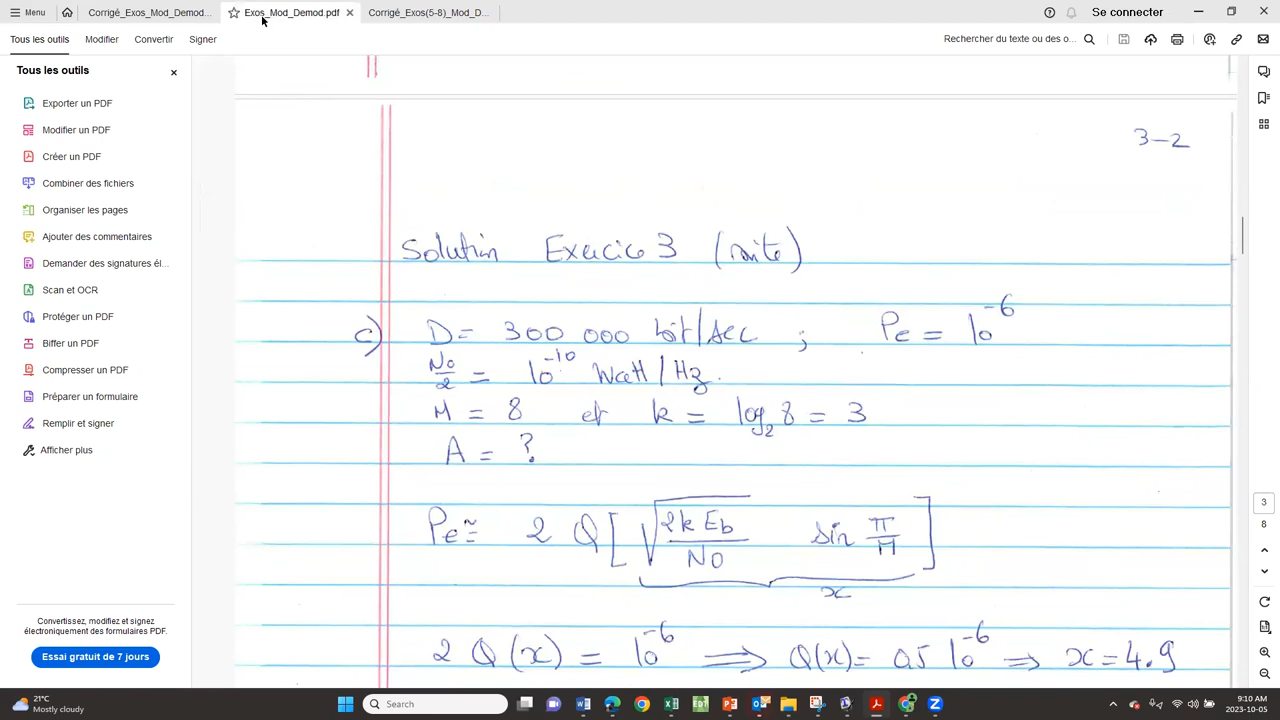 Menu
Corrigé_Exos_Mod_Demod...
Exos_Mod_Demod.pdf
Corrigé_Exos(5-8)_Mod_D...
Se connecter
Tous les outils
Modifier
Convertir
Signer
Rechercher du texte ou des o...
Tous les outils
Exporter un PDF
Modifier un PDF
Créer un PDF
Combiner des fichiers
Organiser les pages
Ajouter des commentaires
Demander des signatures él...
Scan et OCR
Protéger un PDF
Biffer un PDF
Compresser un PDF
Préparer un formulaire
Remplir et signer
Afficher plus
Convertissez, modifiez et signez
électroniquement des formulaires PDF.
Essai gratuit de 7 jours
3-2
Solution Exercice 3 (suite)
c) D = 300 000 bit/sec ; Pe = 10^-6
No/2 = 10^-10 Watt/Hz.
M = 8 et k = log₂ 8 = 3
A = ?
Pe ≅ 2 Q[√(2k Eb/No) sin π/M]
x
2 Q(x) = 10^-6 ⟹ Q(x) = 0.5 10^-6 ⟹ x = 4.9
3
8
21°C
Mostly cloudy
Search
9:10 AM
2023-10-05